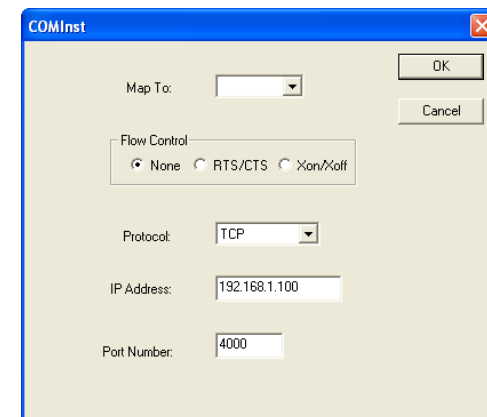 COMInst
OK
Map To:
Cancel
Flow Control
None RTS/CTS Xon/Xoff
Protocol: TCP
IP Address: 192.168.1.100
Port Number: 4000